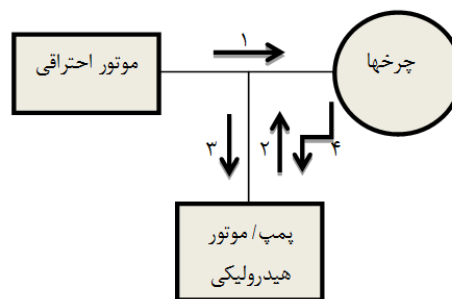 موتور احتراقی
۱
چرخها
۳
۲
۴
پمپ/ موتور
هیدرولیکی